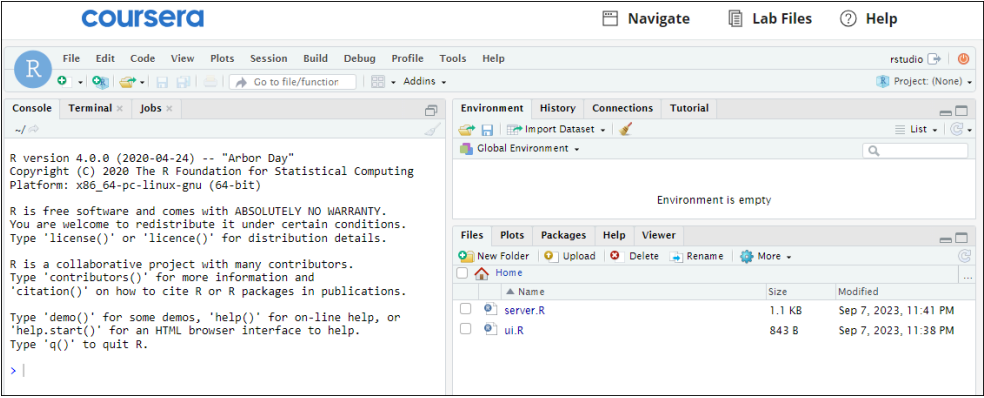 coursera Navigate Lab Files Help
R File Edit Code View Plots Session Build Debug Profile Tools Help rstudio
Go to file/function Addins Project: (None)
Console Terminal Jobs
~/
R version 4.0.0 (2020-04-24) -- "Arbor Day"
Copyright (C) 2020 The R Foundation for Statistical Computing
Platform: x86_64-pc-linux-gnu (64-bit)
R is free software and comes with ABSOLUTELY NO WARRANTY.
You are welcome to redistribute it under certain conditions.
Type 'license()' or 'licence()' for distribution details.
R is a collaborative project with many contributors.
Type 'contributors()' for more information and
'citation()' on how to cite R or R packages in publications.
Type 'demo()' for some demos, 'help()' for on-line help, or
'help.start()' for an HTML browser interface to help.
Type 'q()' to quit R.
>
Environment History Connections Tutorial
Import Dataset List
Global Environment
Environment is empty
Files Plots Packages Help Viewer
New Folder Upload Delete Rename More
Home ...
Name Size Modified
server.R 1.1 KB Sep 7, 2023, 11:41 PM
ui.R 843 B Sep 7, 2023, 11:38 PM